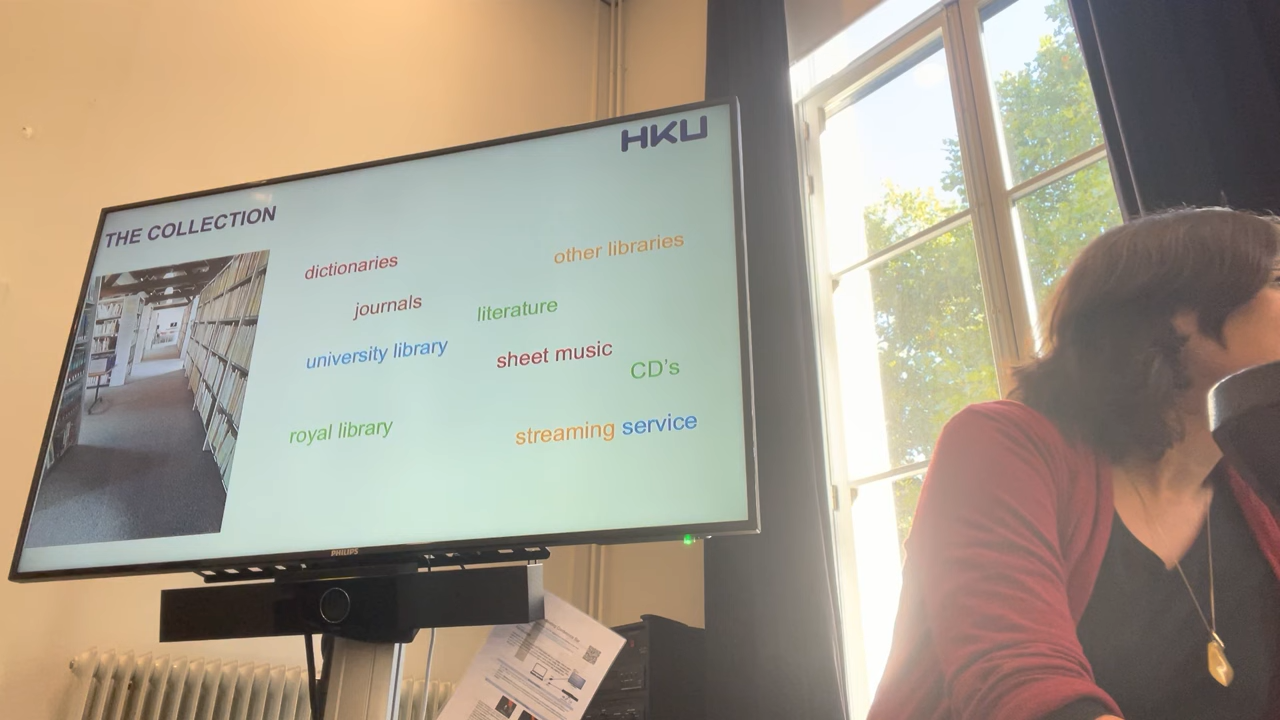 HKU
THE COLLECTION
dictionaries
other libraries
journals
literature
university library
sheet music
CD's
royal library
streaming service
PHILIPS